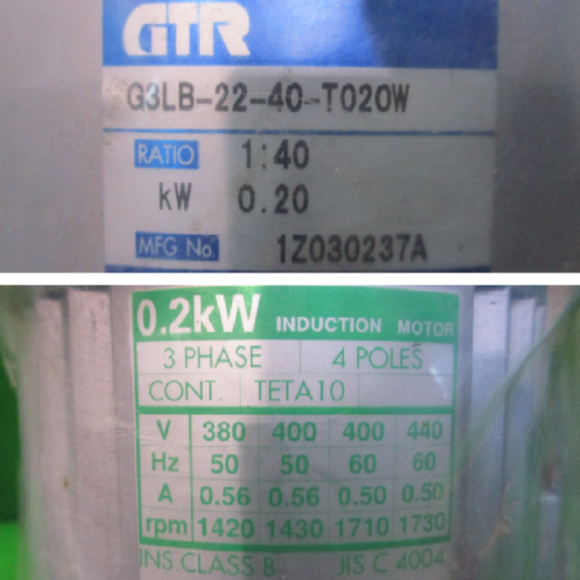 GTR
G3LB-22-40-T020W
RATIO 1:40
kW 0.20
MFG No. 1Z030237A
0.2kW INDUCTION MOTOR
3 PHASE 4 POLES
CONT. TETA10
V 380 400 400 440
Hz 50 50 60 60
A 0.56 0.56 0.50 0.50
rpm 1420 1430 1710 1730
INS.CLASS B JIS C 4004